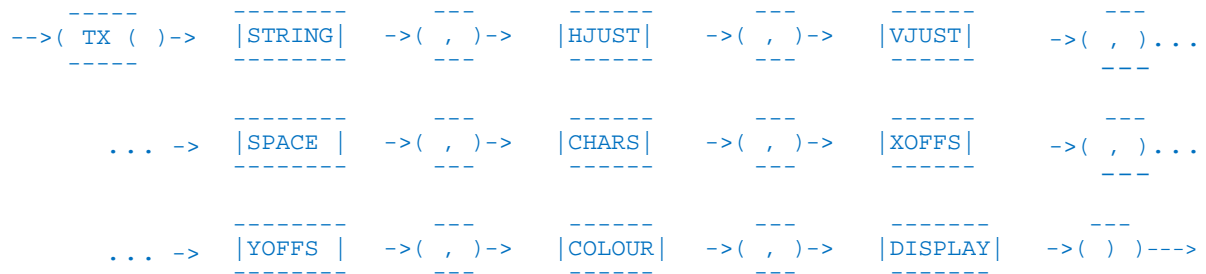 -----   --------   ---   ------   ---   ------   ---
-->( TX ( )->   |STRING|   ->( , )->   |HJUST|   ->( , )->   |VJUST|   ->( , )...
-----   --------   ---   ------   ---   ------   ---
--------   ---   ------   ---   ------   ---
... ->   |SPACE |   ->( , )->   |CHARS|   ->( , )->   |XOFFS|   ->( , )...
--------   ---   ------   ---   ------   ---
--------   ---   ------   ---   -------   ---
... ->   |YOFFS |   ->( , )->   |COLOUR|   ->( , )->   |DISPLAY|   ->( ) )--->
--------   ---   ------   ---   -------